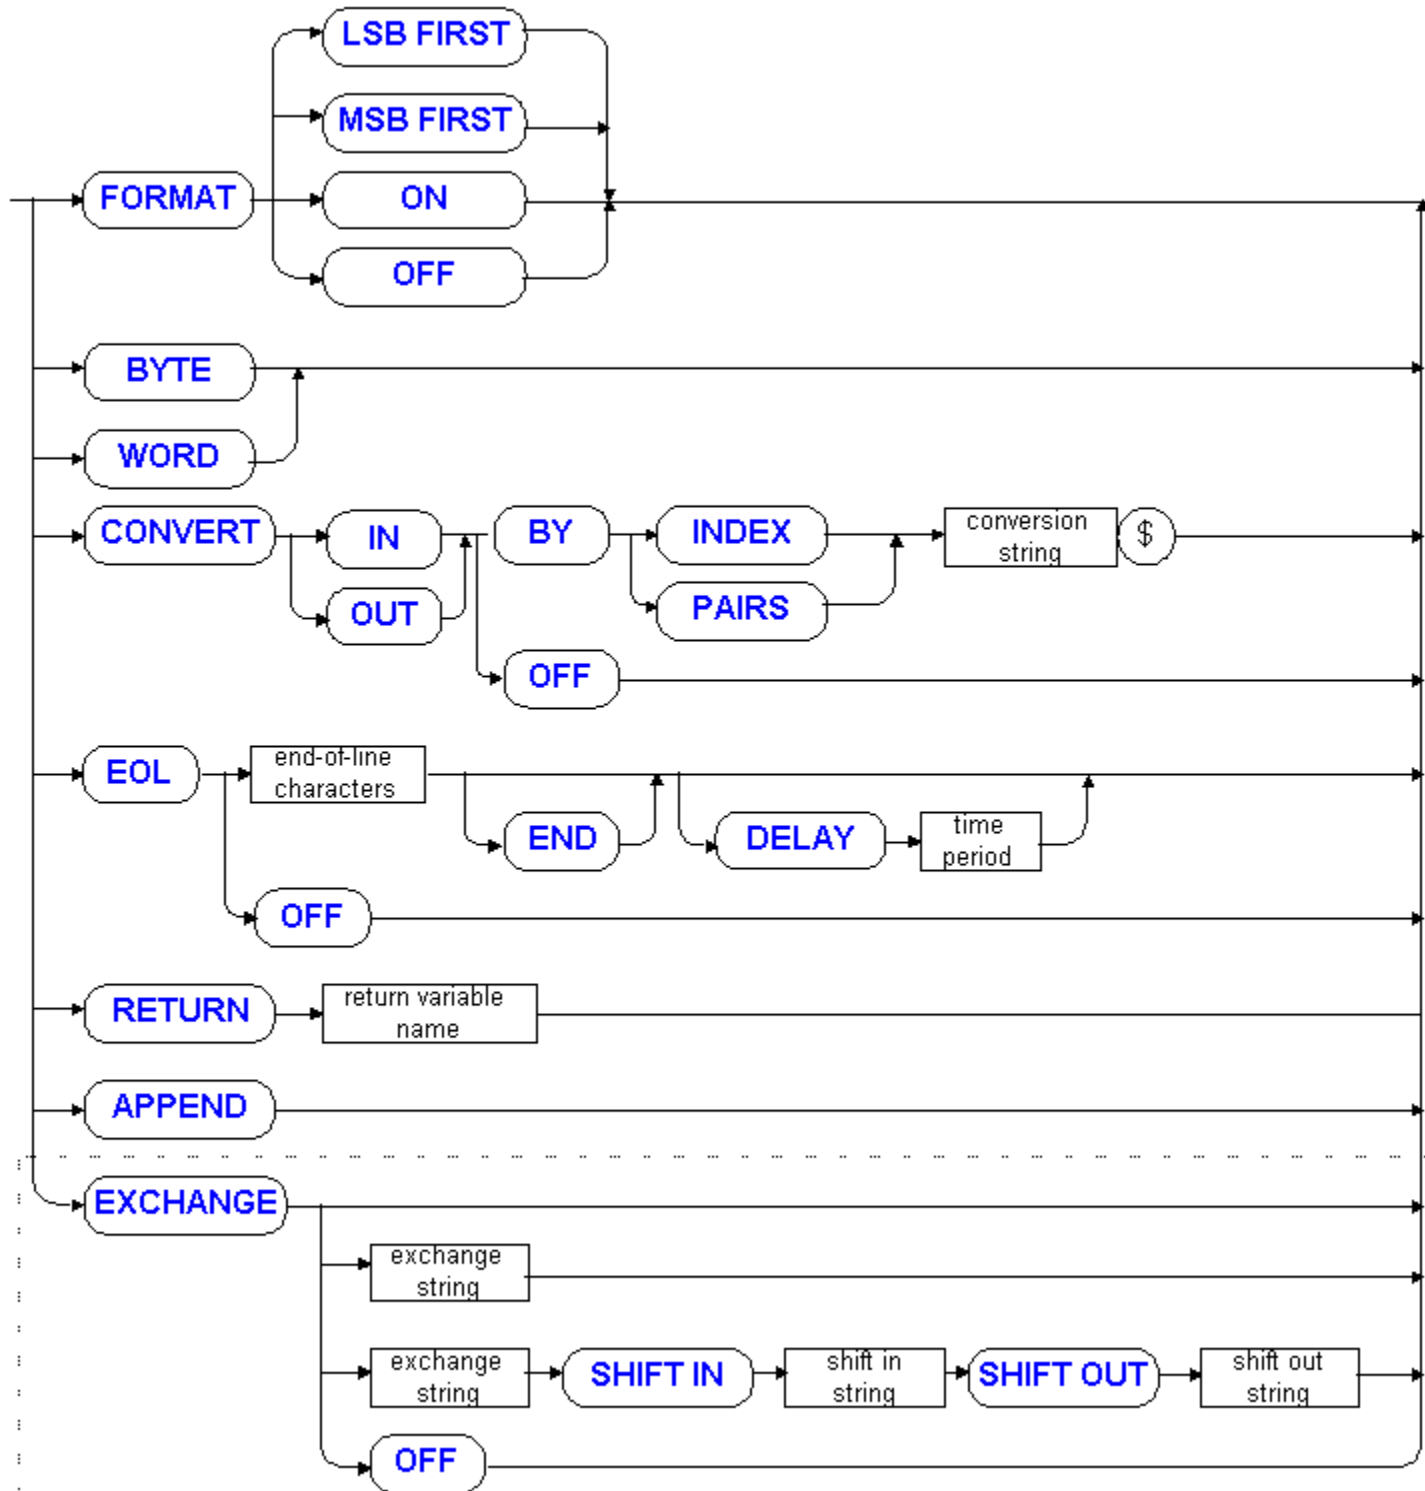 LSB FIRST
MSB FIRST
FORMAT
ON
OFF
BYTE
WORD
CONVERT
IN
BY
INDEX
conversion
string
$
OUT
PAIRS
OFF
EOL
end-of-line
characters
END
DELAY
time
period
OFF
RETURN
return variable
name
APPEND
EXCHANGE
exchange
string
exchange
string
SHIFT IN
shift in
string
SHIFT OUT
shift out
string
OFF